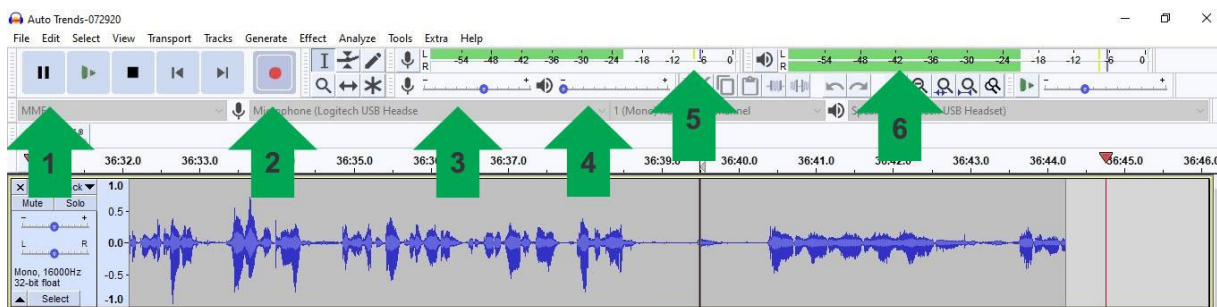 Auto Trends-072920
File Edit Select View Transport Tracks Generate Effect Analyze Tools Extra Help
L -54 -48 -42 -36 -30 -24 -18 -12 -6 0
R
L -54 -48 -42 -36 -30 -24 -18 -12 -6 0
R
- + - + - +
MME
Microphone (Logitech USB Headse
1 (Mono)
USB Headset)
1 2 3 4 5 6
36:32.0 36:33.0 36:35.0 36:37.0 36:39.0 36:40.0 36:41.0 36:42.0 36:43.0 36:44.0 36:45.0 36:46.0
X ck 1.0
Mute Solo 0.5
- +
L R 0.0
Mono, 16000Hz -0.5
32-bit float
Select -1.0